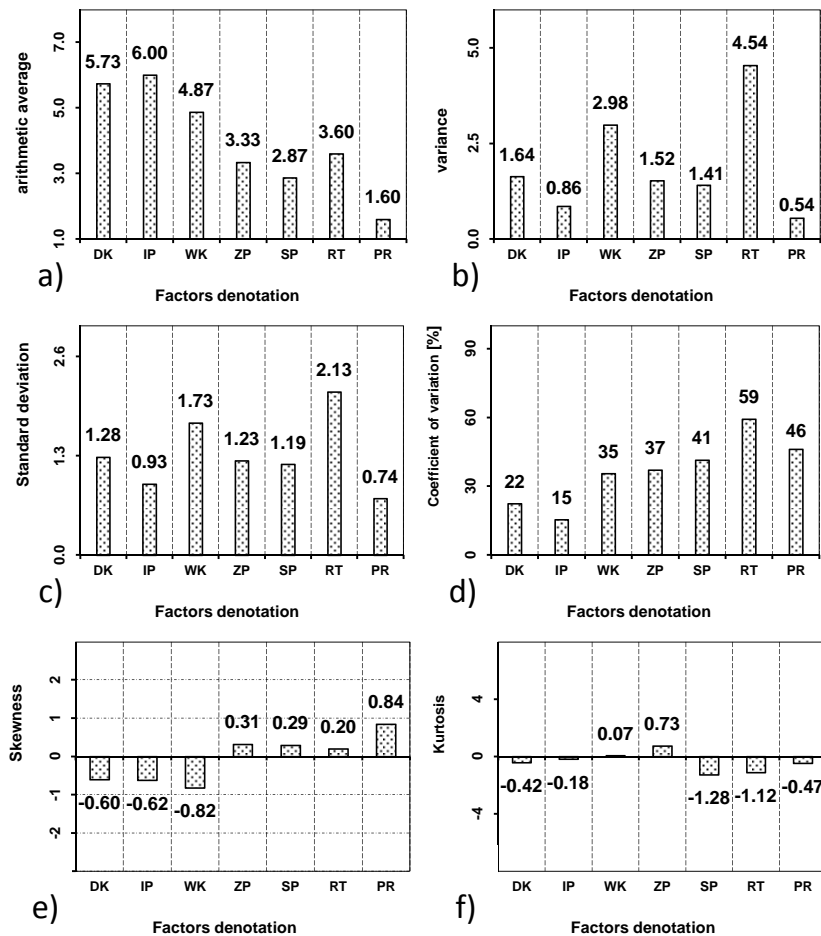 arithmetic average
7.0
5.0
3.0
1.0
5.73
6.00
4.87
3.33
2.87
3.60
1.60
DK IP WK ZP SP RT PR
a)
Factors denotation
variance
5.0
2.5
0.0
1.64
0.86
2.98
1.52
1.41
4.54
0.54
DK IP WK ZP SP RT PR
b)
Factors denotation
Standard deviation
2.6
1.3
0.0
1.28
0.93
1.73
1.23
1.19
2.13
0.74
DK IP WK ZP SP RT PR
c)
Factors denotation
Coefficient of variation [%]
90
60
30
0
22
15
35
37
41
59
46
DK IP WK ZP SP RT PR
d)
Factors denotation
Skewness
2
1
0
-1
-2
-0.60
-0.62
-0.82
0.31
0.29
0.20
0.84
DK IP WK ZP SP RT PR
e)
Factors denotation
Kurtosis
4
0
-4
-0.42
-0.18
0.07
0.73
-1.28
-1.12
-0.47
DK IP WK ZP SP RT PR
f)
Factors denotation